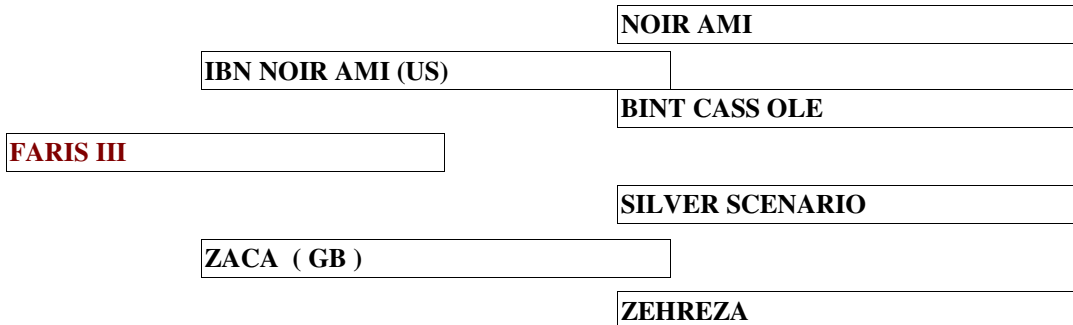 NOIR AMI
IBN NOIR AMI (US)
BINT CASS OLE
FARIS III
SILVER SCENARIO
ZACA ( GB )
ZEHREZA